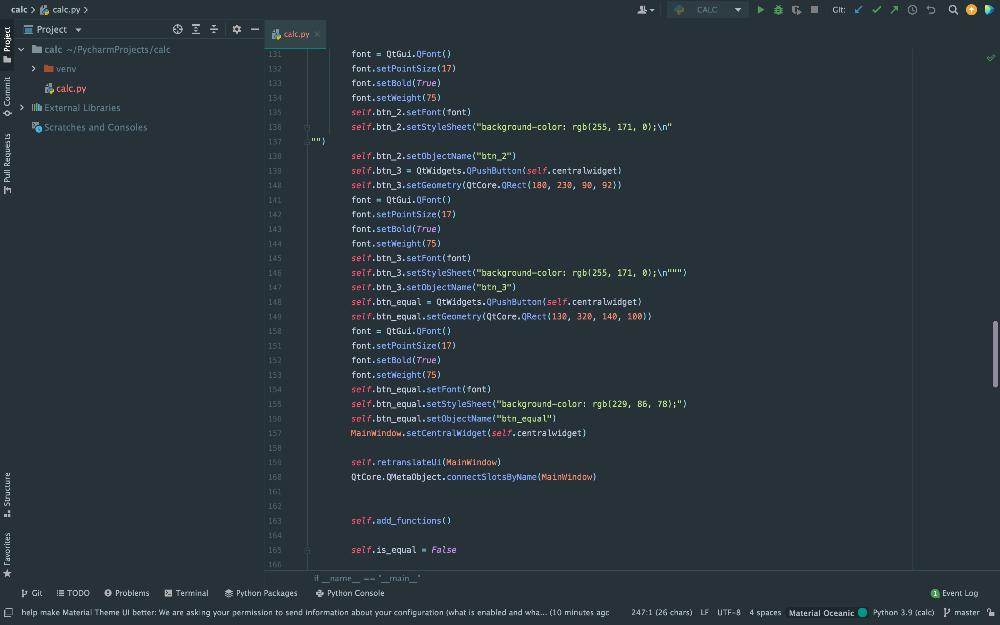 calc
calc.py
CALC
Git:
Project
calc ~/PycharmProjects/calc
venv
calc.py
External Libraries
Scratches and Consoles
Project
Commit
Pull Requests
Structure
Favorites
calc.py
131 font = QtGui.QFont()
132 font.setPointSize(17)
133 font.setBold(True)
134 font.setWeight(75)
135 self.btn_2.setFont(font)
136 self.btn_2.setStyleSheet("background-color: rgb(255, 171, 0);\n"
137 "")
138 self.btn_2.setObjectName("btn_2")
139 self.btn_3 = QtWidgets.QPushButton(self.centralwidget)
140 self.btn_3.setGeometry(QtCore.QRect(180, 230, 90, 92))
141 font = QtGui.QFont()
142 font.setPointSize(17)
143 font.setBold(True)
144 font.setWeight(75)
145 self.btn_3.setFont(font)
146 self.btn_3.setStyleSheet("background-color: rgb(255, 171, 0);\n""")
147 self.btn_3.setObjectName("btn_3")
148 self.btn_equal = QtWidgets.QPushButton(self.centralwidget)
149 self.btn_equal.setGeometry(QtCore.QRect(130, 320, 140, 100))
150 font = QtGui.QFont()
151 font.setPointSize(17)
152 font.setBold(True)
153 font.setWeight(75)
154 self.btn_equal.setFont(font)
155 self.btn_equal.setStyleSheet("background-color: rgb(229, 86, 78);")
156 self.btn_equal.setObjectName("btn_equal")
157 MainWindow.setCentralWidget(self.centralwidget)
158
159 self.retranslateUi(MainWindow)
160 QtCore.QMetaObject.connectSlotsByName(MainWindow)
161
162
163 self.add_functions()
164
165 self.is_equal = False
166
if __name__ == "__main__"
Git
TODO
Problems
Terminal
Python Packages
Python Console
1 Event Log
help make Material Theme UI better: We are asking your permission to send information about your configuration (what is enabled and wha... (10 minutes ago
247:1 (26 chars)
LF
UTF-8
4 spaces
Material Oceanic
Python 3.9 (calc)
master